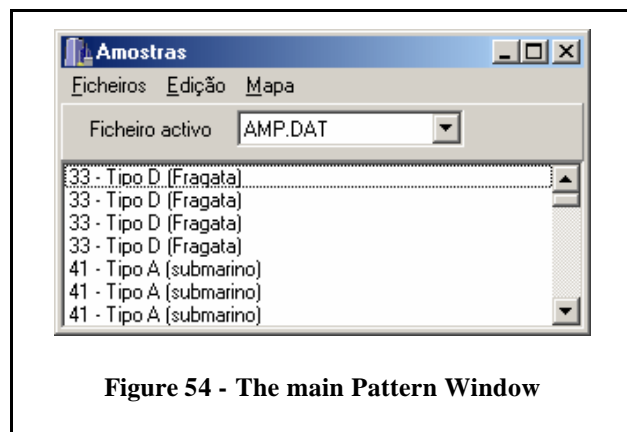 Amostras
Ficheiros Edição Mapa
Ficheiro activo AMP.DAT
33 - Tipo D (Fragata)
33 - Tipo D (Fragata)
33 - Tipo D (Fragata)
33 - Tipo D (Fragata)
41 - Tipo A (submarino)
41 - Tipo A (submarino)
41 - Tipo A (submarino)
Figure 54 - The main Pattern Window